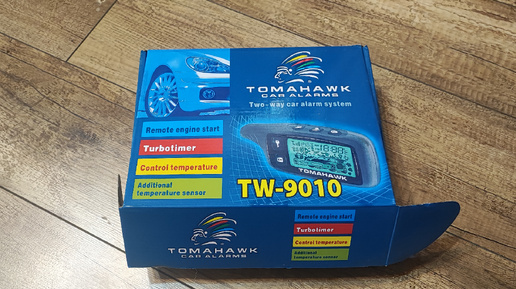 TOMAHAWK
CAR ALARMS
Two-way car alarm system
Remote engine start
Turbotimer
Control temperature
Additional
temperature sensor
TOMAHAWK
TW-9010
TOMAHAWK
CAR ALARMS
Remote engine start
Turbotimer
Control temperature
Additional
temperature sensor